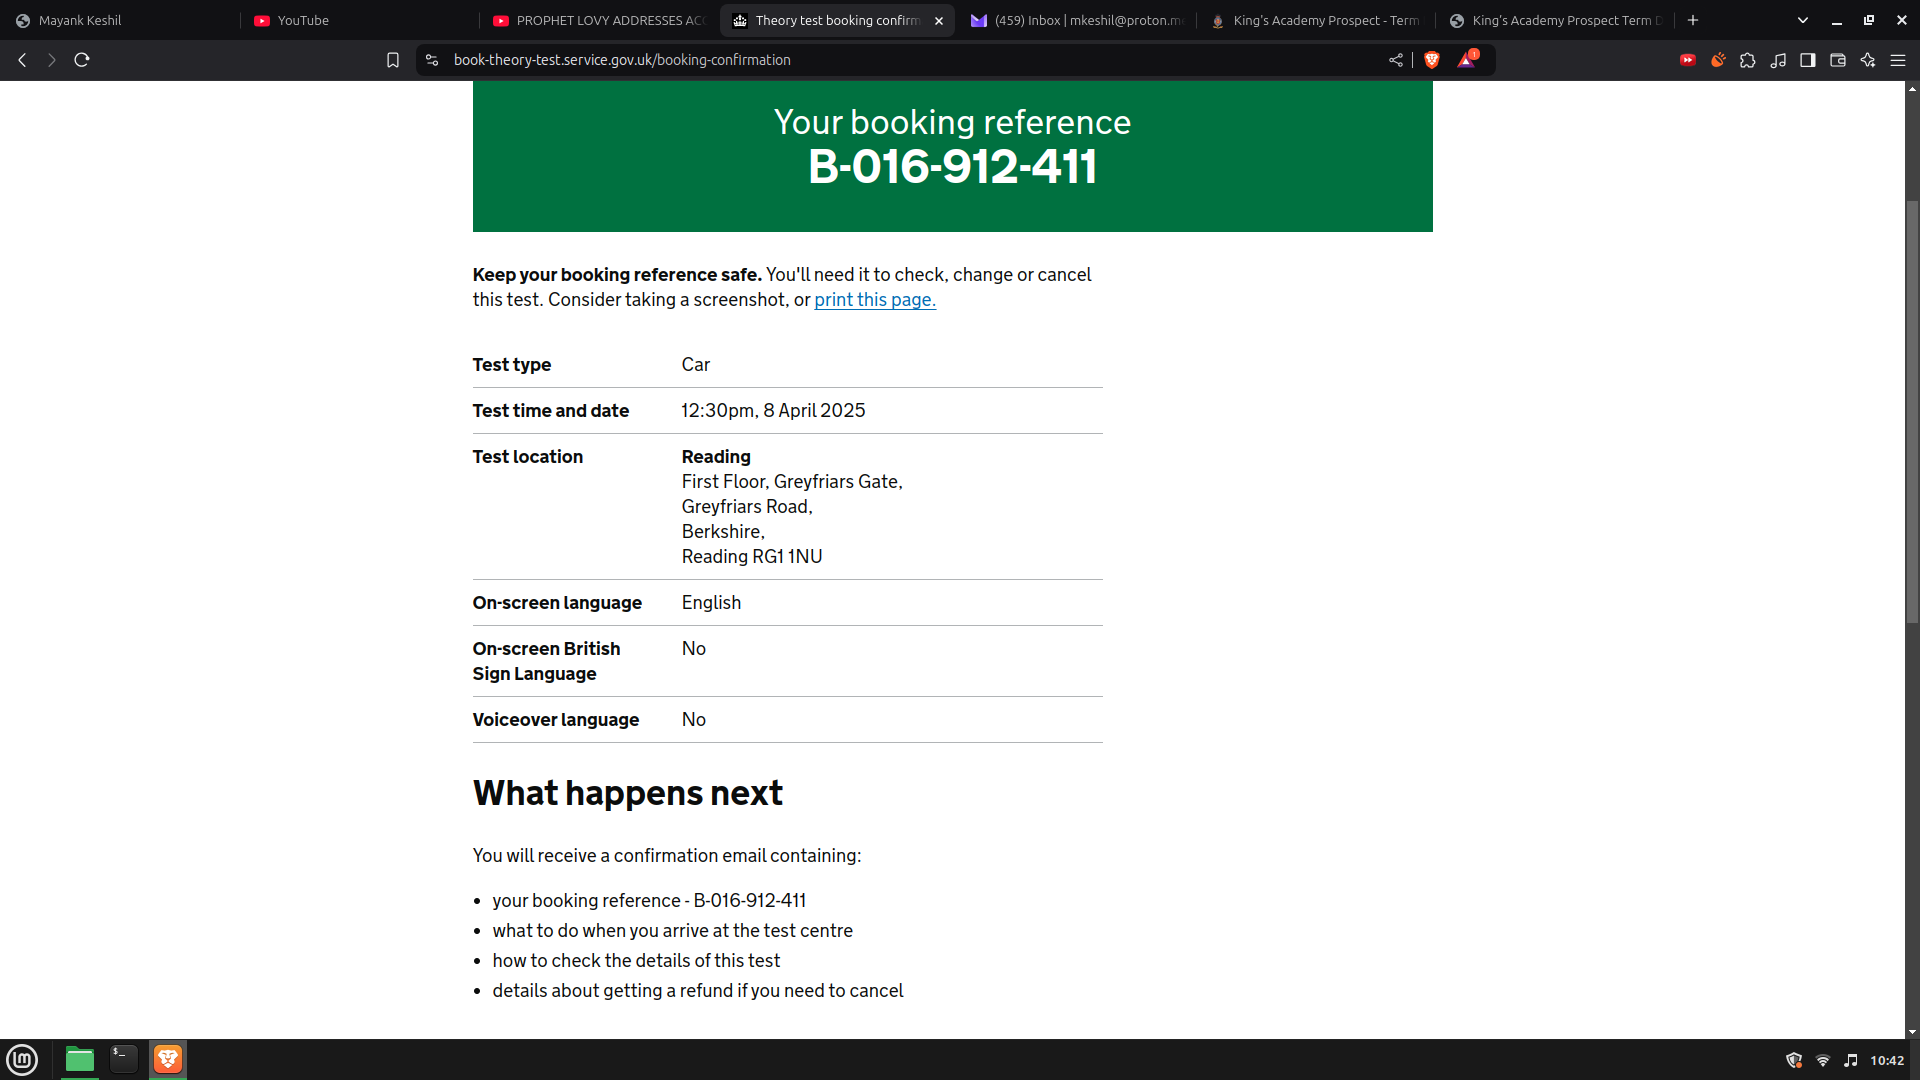 Mayank Keshil
YouTube
PROPHET LOVY ADDRESSES ACC
Theory test booking confirm
(459) Inbox | mkeshil@proton.me
King's Academy Prospect - Term
King's Academy Prospect Term D
book-theory-test.service.gov.uk/booking-confirmation
1
Your booking reference
B-016-912-411
Keep your booking reference safe. You'll need it to check, change or cancel
this test. Consider taking a screenshot, or print this page.
Test type Car
Test time and date 12:30pm, 8 April 2025
Test location Reading
First Floor, Greyfriars Gate,
Greyfriars Road,
Berkshire,
Reading RG1 1NU
On-screen language English
On-screen British No
Sign Language
Voiceover language No
What happens next
You will receive a confirmation email containing:
• your booking reference - B-016-912-411
• what to do when you arrive at the test centre
• how to check the details of this test
• details about getting a refund if you need to cancel
lm
$_
10:42